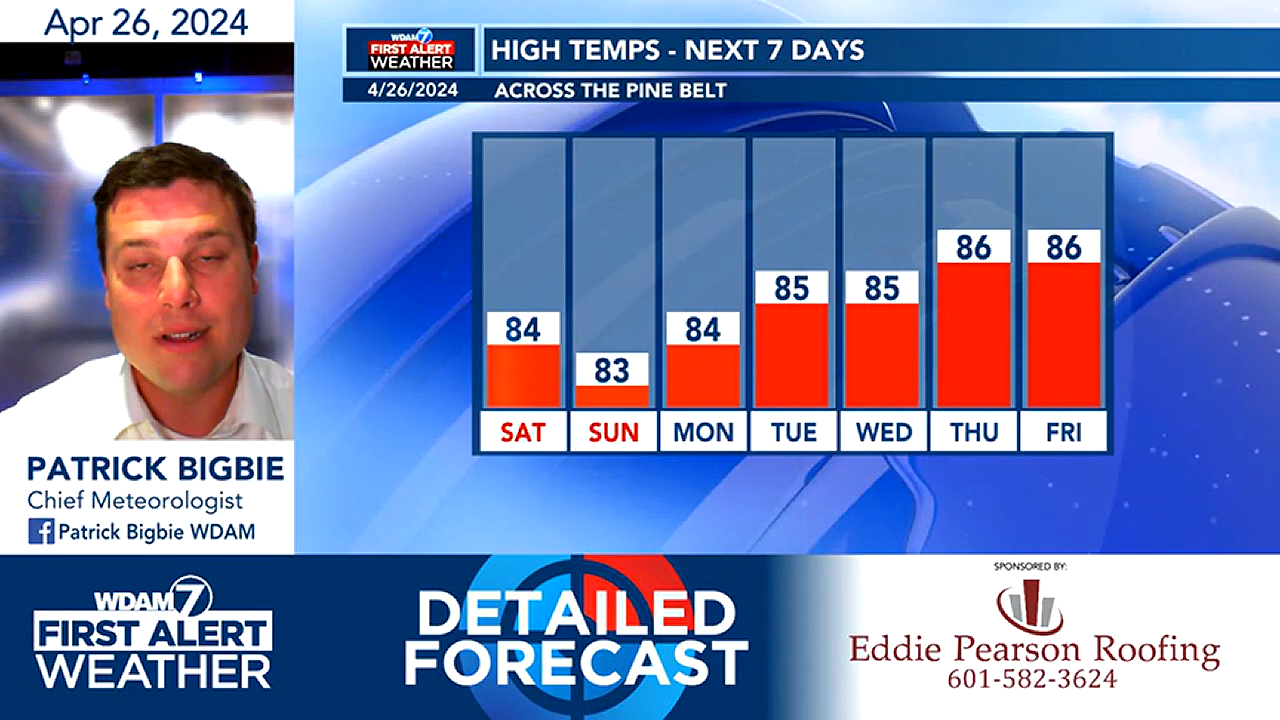 Apr 26, 2024
WDAM 7
FIRST ALERT
WEATHER
HIGH TEMPS - NEXT 7 DAYS
4/26/2024
ACROSS THE PINE BELT
84
83
84
85
85
86
86
SAT
SUN
MON
TUE
WED
THU
FRI
PATRICK BIGBIE
Chief Meteorologist
f Patrick Bigbie WDAM
WDAM 7
FIRST ALERT
WEATHER
DETAILED
FORECAST
SPONSORED BY:
Eddie Pearson Roofing
601-582-3624